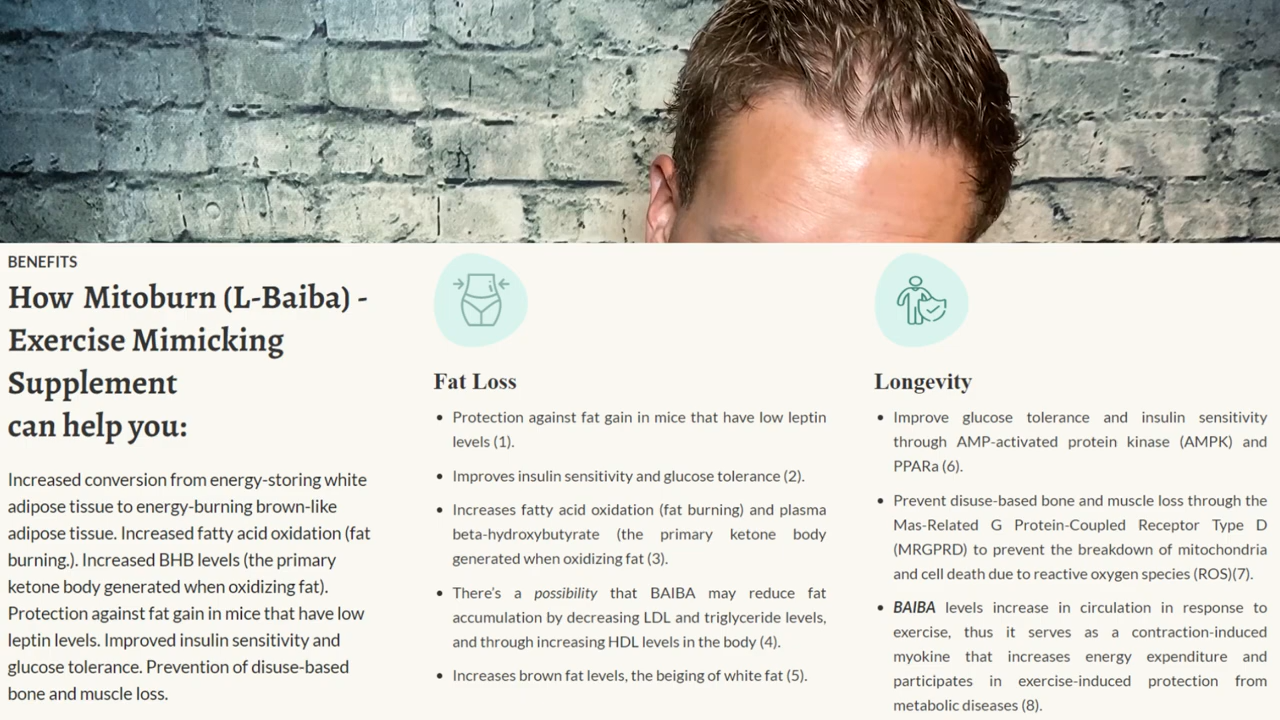 BENEFITS
How Mitoburn (L-Baiba) -
Exercise Mimicking
Supplement
can help you:
Increased conversion from energy-storing white
adipose tissue to energy-burning brown-like
adipose tissue. Increased fatty acid oxidation (fat
burning.). Increased BHB levels (the primary
ketone body generated when oxidizing fat).
Protection against fat gain in mice that have low
leptin levels. Improved insulin sensitivity and
glucose tolerance. Prevention of disuse-based
bone and muscle loss.
Fat Loss
• Protection against fat gain in mice that have low leptin
levels (1).
• Improves insulin sensitivity and glucose tolerance (2).
• Increases fatty acid oxidation (fat burning) and plasma
beta-hydroxybutyrate (the primary ketone body
generated when oxidizing fat (3).
• There's a possibility that BAIBA may reduce fat
accumulation by decreasing LDL and triglyceride levels,
and through increasing HDL levels in the body (4).
• Increases brown fat levels, the beiging of white fat (5).
Longevity
• Improve glucose tolerance and insulin sensitivity
through AMP-activated protein kinase (AMPK) and
PPARa (6).
• Prevent disuse-based bone and muscle loss through the
Mas-Related G Protein-Coupled Receptor Type D
(MRGPRD) to prevent the breakdown of mitochondria
and cell death due to reactive oxygen species (ROS)(7).
• BAIBA levels increase in circulation in response to
exercise, thus it serves as a contraction-induced
myokine that increases energy expenditure and
participates in exercise-induced protection from
metabolic diseases (8).